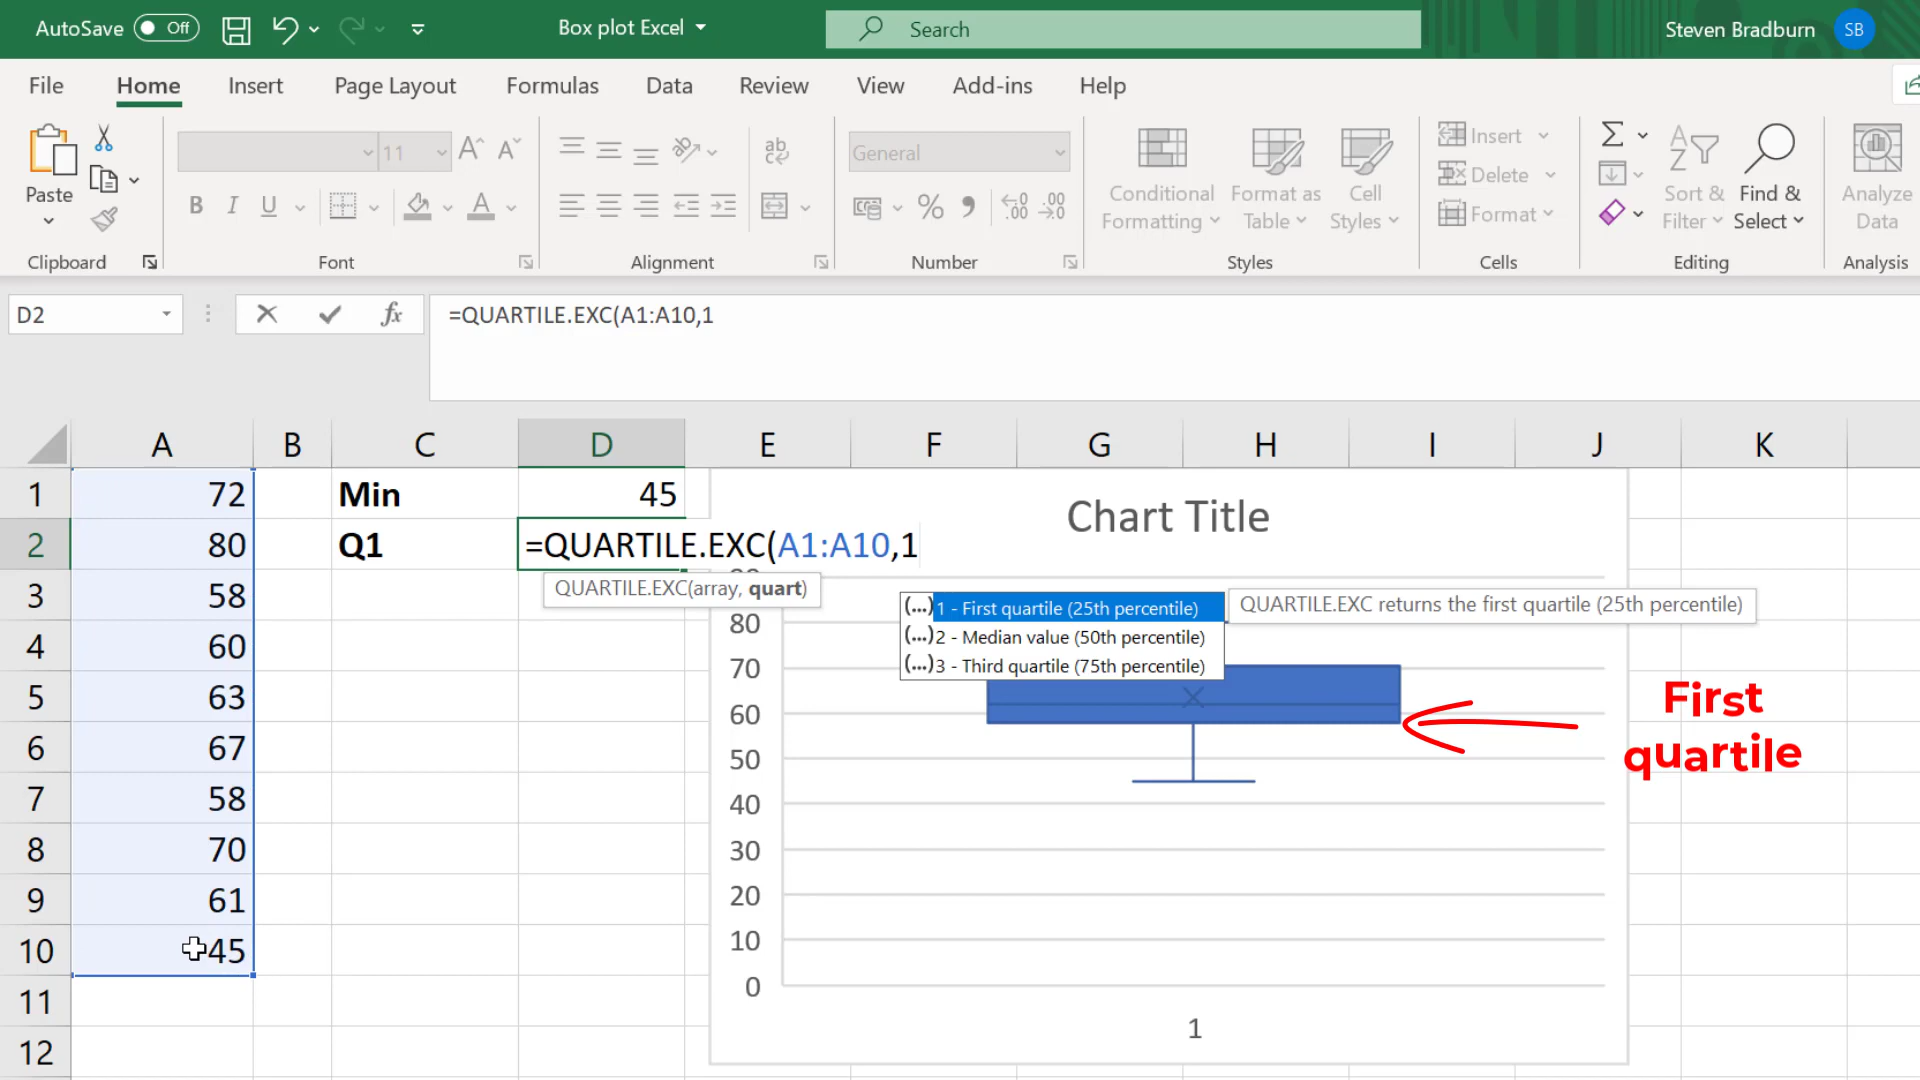 AutoSave Off Box plot Excel Search Steven Bradburn SB
File Home Insert Page Layout Formulas Data Review View Add-ins Help
Paste
11
B I U
ab
General
% 
Conditional Formatting
Format as Table
Cell Styles
Insert
Delete
Format
Sort & Filter
Find & Select
Analyze Data
Clipboard Font Alignment Number Styles Cells Editing Analysis
D2 fx =QUARTILE.EXC(A1:A10,1
A B C D E F G H I J K
1 72 Min 45
2 80 Q1 =QUARTILE.EXC(A1:A10,1
3 58
4 60
5 63
6 67
7 58
8 70
9 61
10 45
11
12
QUARTILE.EXC(array, quart)
(...) 1 - First quartile (25th percentile)
(...) 2 - Median value (50th percentile)
(...) 3 - Third quartile (75th percentile)
QUARTILE.EXC returns the first quartile (25th percentile)
Chart Title
80
70
60
50
40
30
20
10
0
1
First
quartile